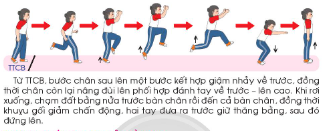 TTCB
Từ TTCB, bước chân sau lên một bước kết hợp giậm nhảy về trước, đồng
thời chân còn lại nâng đùi lên phối hợp đánh tay về trước - lên cao. Khi rơi
xuống, chạm đất bằng nửa trước bàn chân rồi đến cả bàn chân, đồng thời
khuỵu gối giảm chấn động, hai tay đưa ra trước giữ thăng bằng, sau đó
đứng lên.